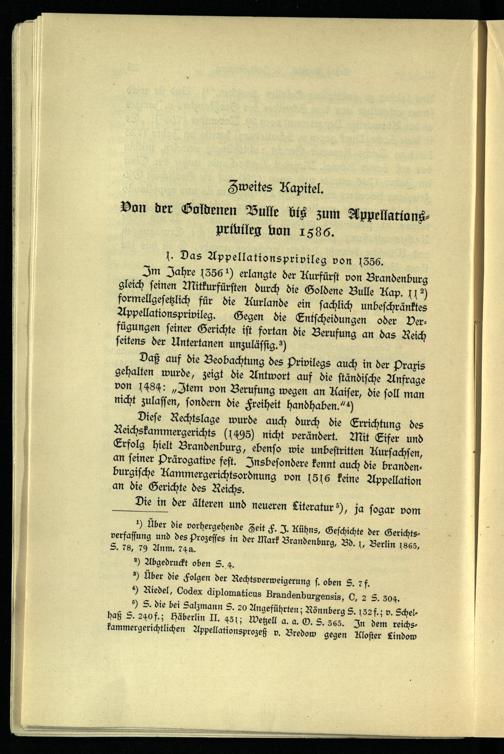 Zweites Kapitel.
Von der Goldenen Bulle bis zum Appellations-
privileg von 1586.
1. Das Appellationsprivileg von 1356.
Im Jahre 1356¹) erlangte der Kurfürst von Brandenburg
gleich seinen Mitkurfürsten durch die Goldene Bulle Kap. 11²)
formellgesetzlich für die Kurlande ein sachlich unbeschränktes
Appellationsprivileg. Gegen die Entscheidungen oder Ver-
fügungen seiner Gerichte ist fortan die Berufung an das Reich
seitens der Untertanen unzulässig.³)
Daß auf die Beobachtung des Privilegs auch in der Praxis
gehalten wurde, zeigt die Antwort auf die ständische Anfrage
von 1484: „Item von Berufung wegen an Kaiser, die soll man
nicht zulassen, sondern die Freiheit handhaben.“⁴)
Diese Rechtslage wurde auch durch die Errichtung des
Reichskammergerichts (1495) nicht verändert. Mit Eifer und
Erfolg hielt Brandenburg, ebenso wie unbestritten Kursachsen,
an seiner Prärogative fest. Insbesondere kennt auch die branden-
burgische Kammergerichtsordnung von 1516 keine Appellation
an die Gerichte des Reichs.
Die in der älteren und neueren Literatur⁵), ja sogar vom
¹) Über die vorhergehende Zeit F. J. Kühns, Geschichte der Gerichts-
verfassung und des Prozesses in der Mark Brandenburg, Bd. 1, Berlin 1865,
S. 78, 79 Anm. 74a.
²) Abgedruckt oben S. 4.
³) Über die Folgen der Rechtsverweigerung s. oben S. 7 f.
⁴) Riedel, Codex diplomaticus Brandenburgensis, C, 2 S. 304.
⁵) S. die bei Salzmann S. 20 Angeführten; Rönnberg S. 132 f.; v. Schel-
haß S. 240 f.; Häberlin II. 451; Wetzell a. a. O. S. 365. In dem reichs-
kammergerichtlichen Appellationsprozeß v. Bredow gegen Kloster Lindow